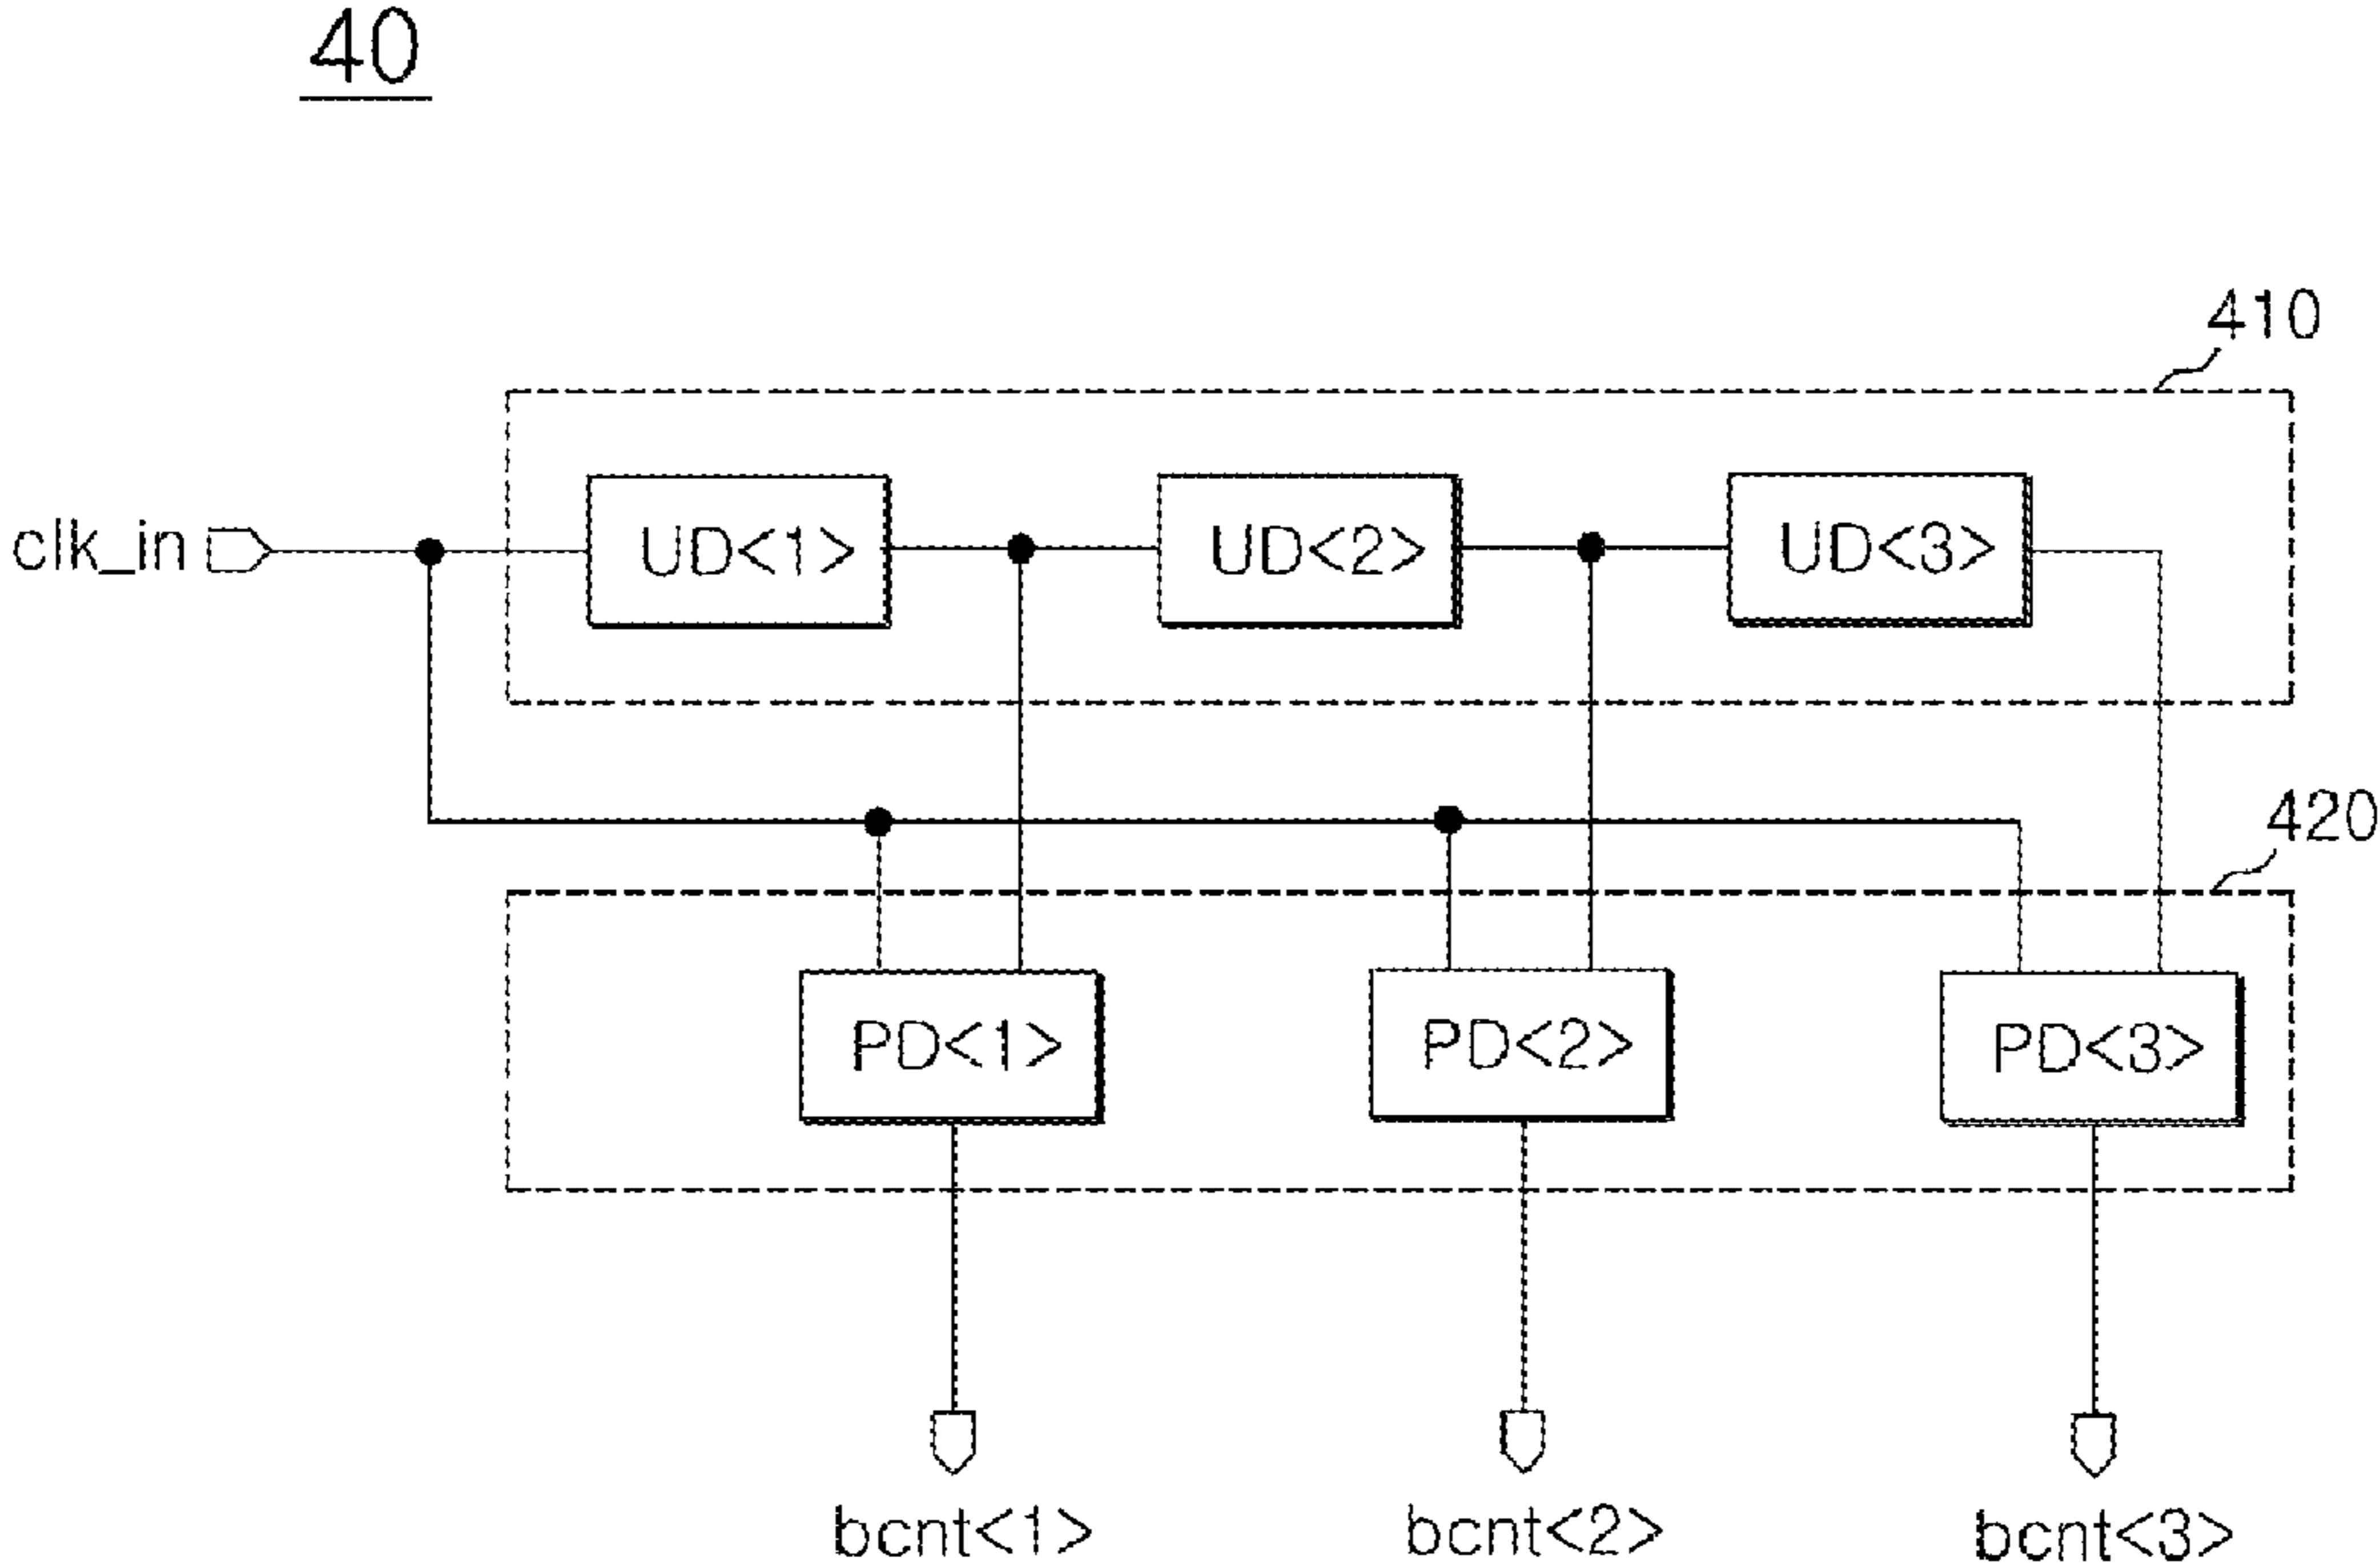 40
410
clk_in
UD<1> UD<2> UD<3>
420
PD<1> PD<2> PD<3>
bcnt<1> bcnt<2> bcnt<3>